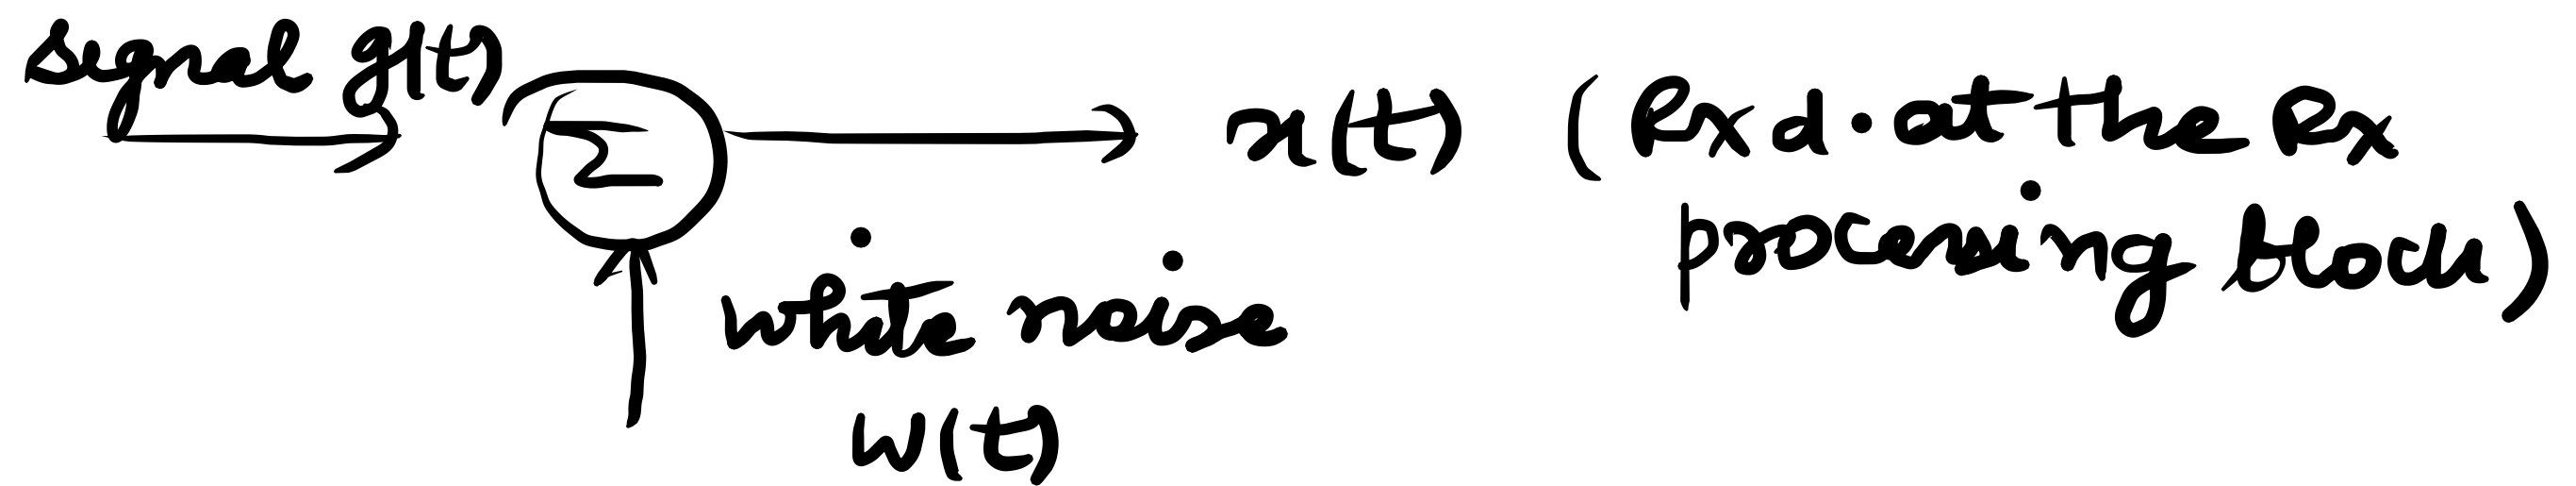 signal g(t)
Σ
x(t) (Rxd. at the Rx
processing block)
white noise
W(t)